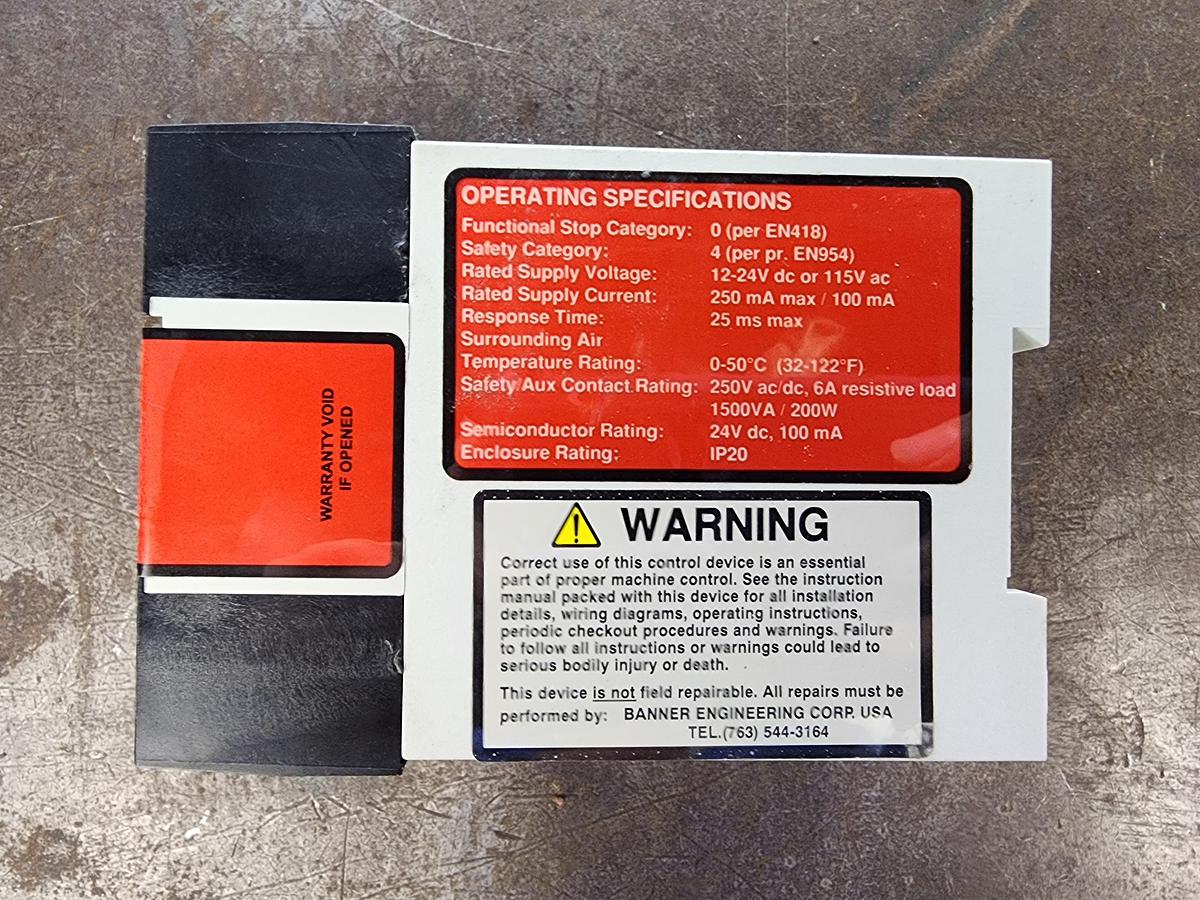 OPERATING SPECIFICATIONS
Functional Stop Category: 0 (per EN418)
Safety Category: 4 (per pr. EN954)
Rated Supply Voltage: 12-24V dc or 115V ac
Rated Supply Current: 250 mA max / 100 mA
Response Time: 25 ms max
Surrounding Air
Temperature Rating: 0-50°C (32-122°F)
Safety/Aux Contact Rating: 250V ac/dc, 6A resistive load
1500VA / 200W
Semiconductor Rating: 24V dc, 100 mA
Enclosure Rating: IP20
WARRANTY VOID
IF OPENED
WARNING
Correct use of this control device is an essential
part of proper machine control. See the instruction
manual packed with this device for all installation
details, wiring diagrams, operating instructions,
periodic checkout procedures and warnings. Failure
to follow all instructions or warnings could lead to
serious bodily injury or death.
This device is not field repairable. All repairs must be
performed by: BANNER ENGINEERING CORP. USA
TEL.(763) 544-3164